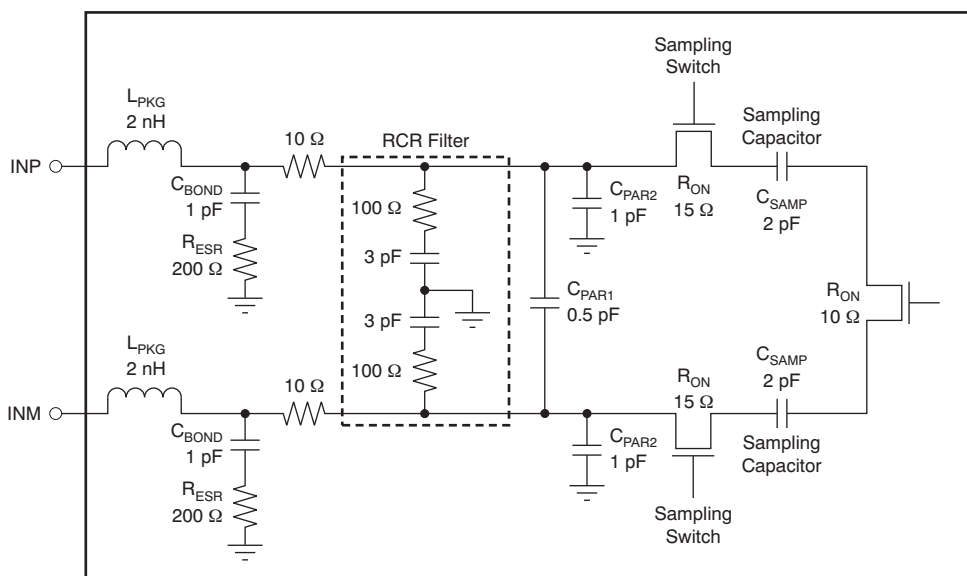 Sampling
Switch
L_PKG
2 nH
10 Ω
RCR Filter
Sampling
Capacitor
INP
C_BOND
1 pF
R_ESR
200 Ω
100 Ω
3 pF
C_PAR2
1 pF
R_ON
15 Ω
C_SAMP
2 pF
C_PAR1
0.5 pF
R_ON
10 Ω
3 pF
100 Ω
L_PKG
2 nH
10 Ω
INM
C_BOND
1 pF
R_ESR
200 Ω
C_PAR2
1 pF
R_ON
15 Ω
C_SAMP
2 pF
Sampling
Capacitor
Sampling
Switch